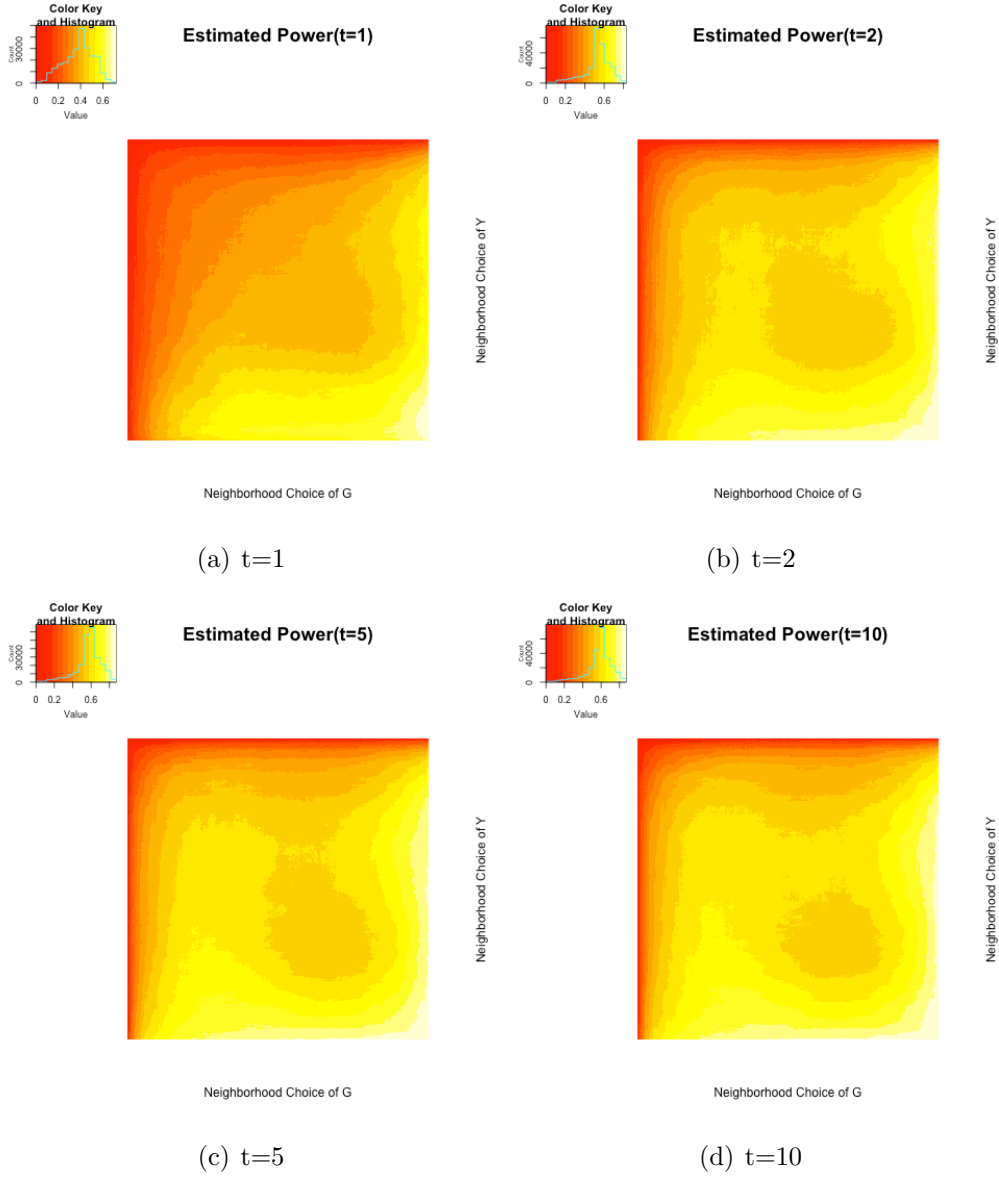 Color Key
and Histogram
Estimated Power(t=1)
Count
0 30000
0 0.2 0.4 0.6
Value
Neighborhood Choice of Y
Neighborhood Choice of G
(a) t=1
Color Key
and Histogram
Estimated Power(t=2)
Count
0 40000
0 0.2 0.6
Value
Neighborhood Choice of Y
Neighborhood Choice of G
(b) t=2
Color Key
and Histogram
Estimated Power(t=5)
Count
0 30000
0 0.2 0.6
Value
Neighborhood Choice of Y
Neighborhood Choice of G
(c) t=5
Color Key
and Histogram
Estimated Power(t=10)
Count
0 40000
0 0.2 0.6
Value
Neighborhood Choice of Y
Neighborhood Choice of G
(d) t=10